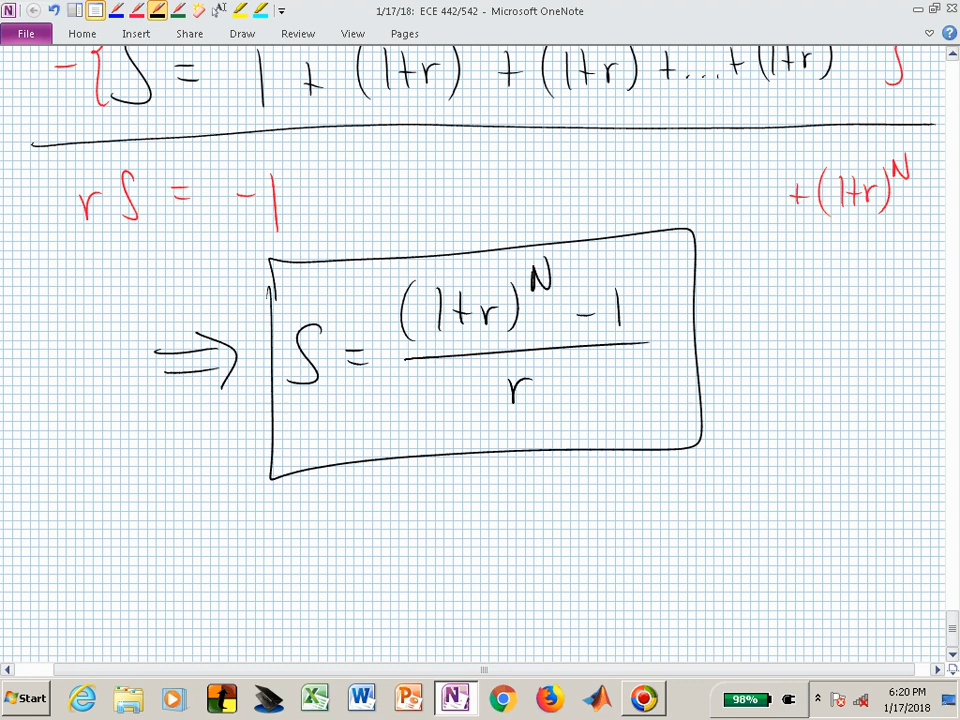 1/17/18: ECE 442/542 - Microsoft OneNote
File Home Insert Share Draw Review View Pages
-{S = 1 + (1+r) + (1+r) + ... + (1+r) }
rS = -1 +(1+r)^N
⇒ S = ((1+r)^N - 1) / r
Start 98% 6:20 PM
1/17/2018